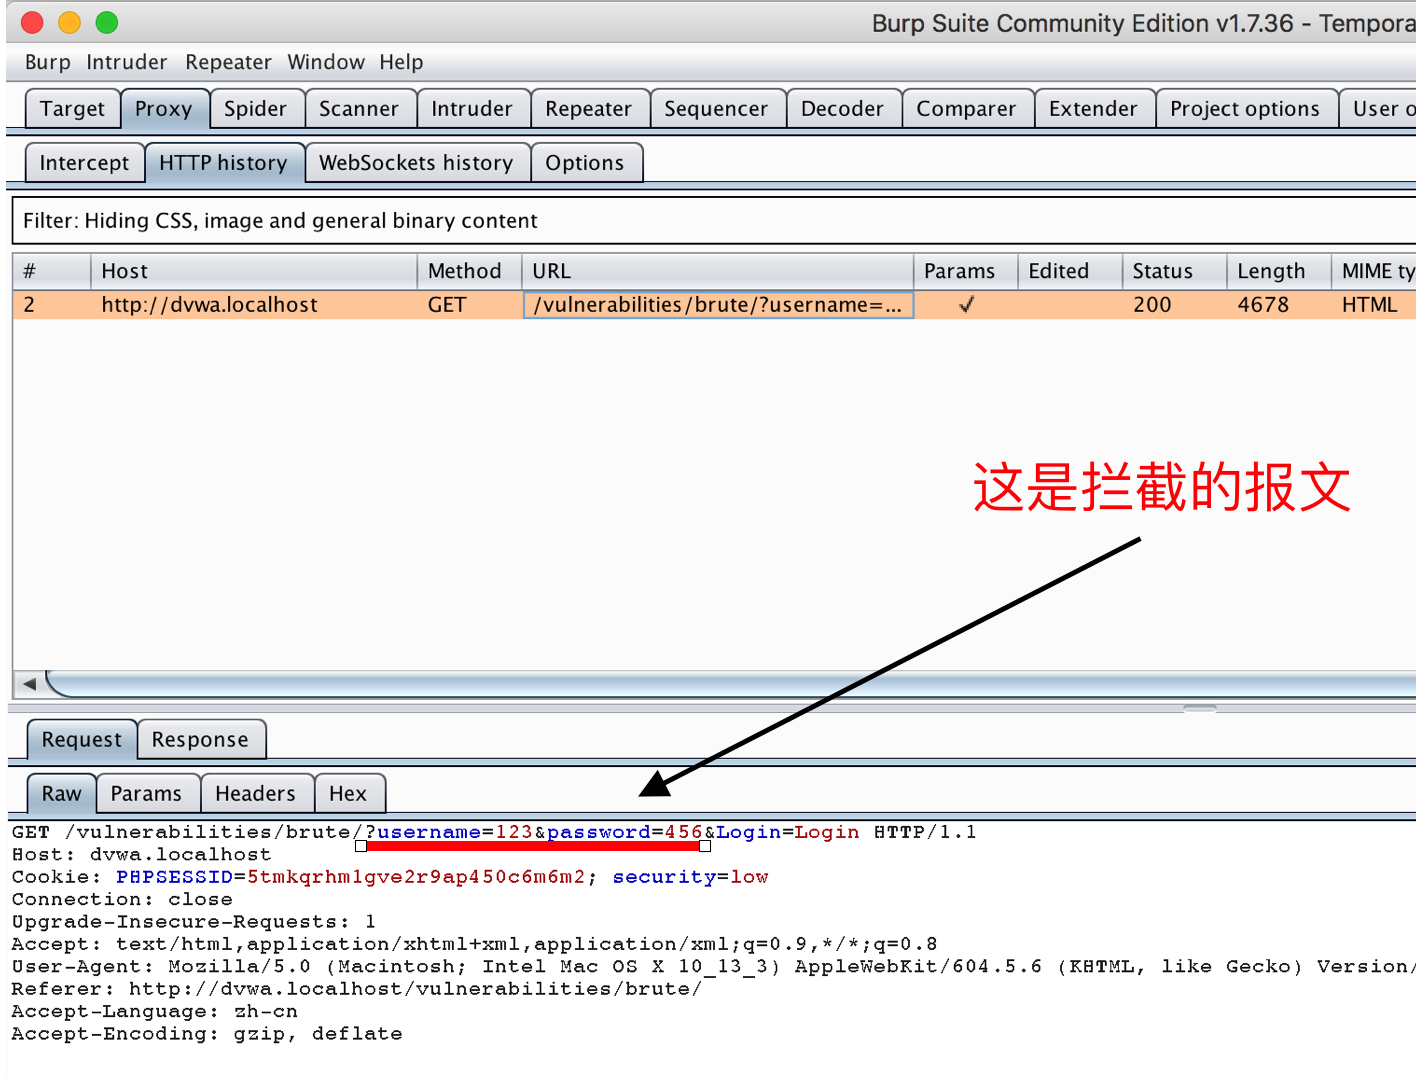 Burp Suite Community Edition v1.7.36 - Tempora
Burp Intruder Repeater Window Help
Target Proxy Spider Scanner Intruder Repeater Sequencer Decoder Comparer Extender Project options User o
Intercept HTTP history WebSockets history Options
Filter: Hiding CSS, image and general binary content
# Host Method URL Params Edited Status Length MIME ty
2 http://dvwa.localhost GET /vulnerabilities/brute/?username=... ✓ 200 4678 HTML
这是拦截的报文
Request Response
Raw Params Headers Hex
GET /vulnerabilities/brute/?username=123&password=456&Login=Login HTTP/1.1
Host: dvwa.localhost
Cookie: PHPSESSID=5tmkqrhm1gve2r9ap450c6m6m2; security=low
Connection: close
Upgrade-Insecure-Requests: 1
Accept: text/html,application/xhtml+xml,application/xml;q=0.9,*/*;q=0.8
User-Agent: Mozilla/5.0 (Macintosh; Intel Mac OS X 10_13_3) AppleWebKit/604.5.6 (KHTML, like Gecko) Version/
Referer: http://dvwa.localhost/vulnerabilities/brute/
Accept-Language: zh-cn
Accept-Encoding: gzip, deflate